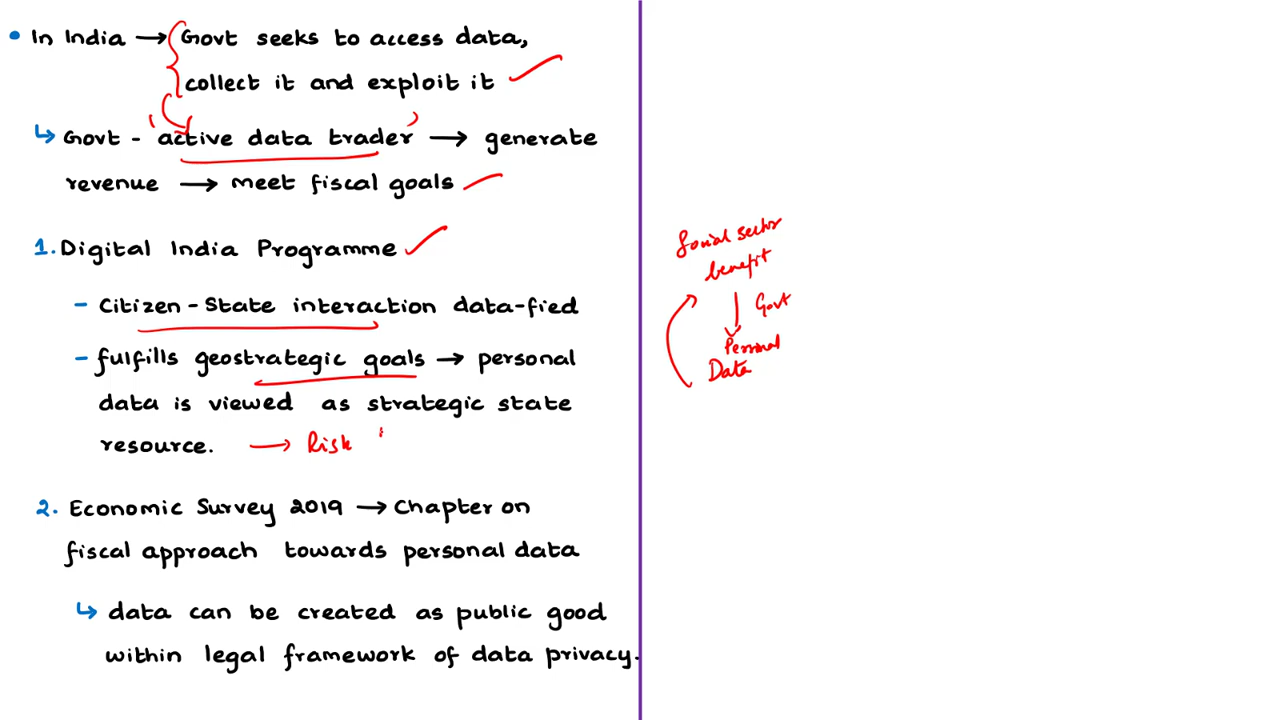 • In India → Govt seeks to access data,
collect it and exploit it
↳ Govt - 'active data trader' → generate
revenue → meet fiscal goals
1. Digital India Programme
- Citizen-State interaction data-fied
- fulfills geostrategic goals → personal
data is viewed as strategic state
resource. → Risk
2. Economic Survey 2019 → Chapter on
fiscal approach towards personal data
↳ data can be created as public good
within legal framework of data privacy.
Social sector
benefit
Govt
Personal
Data